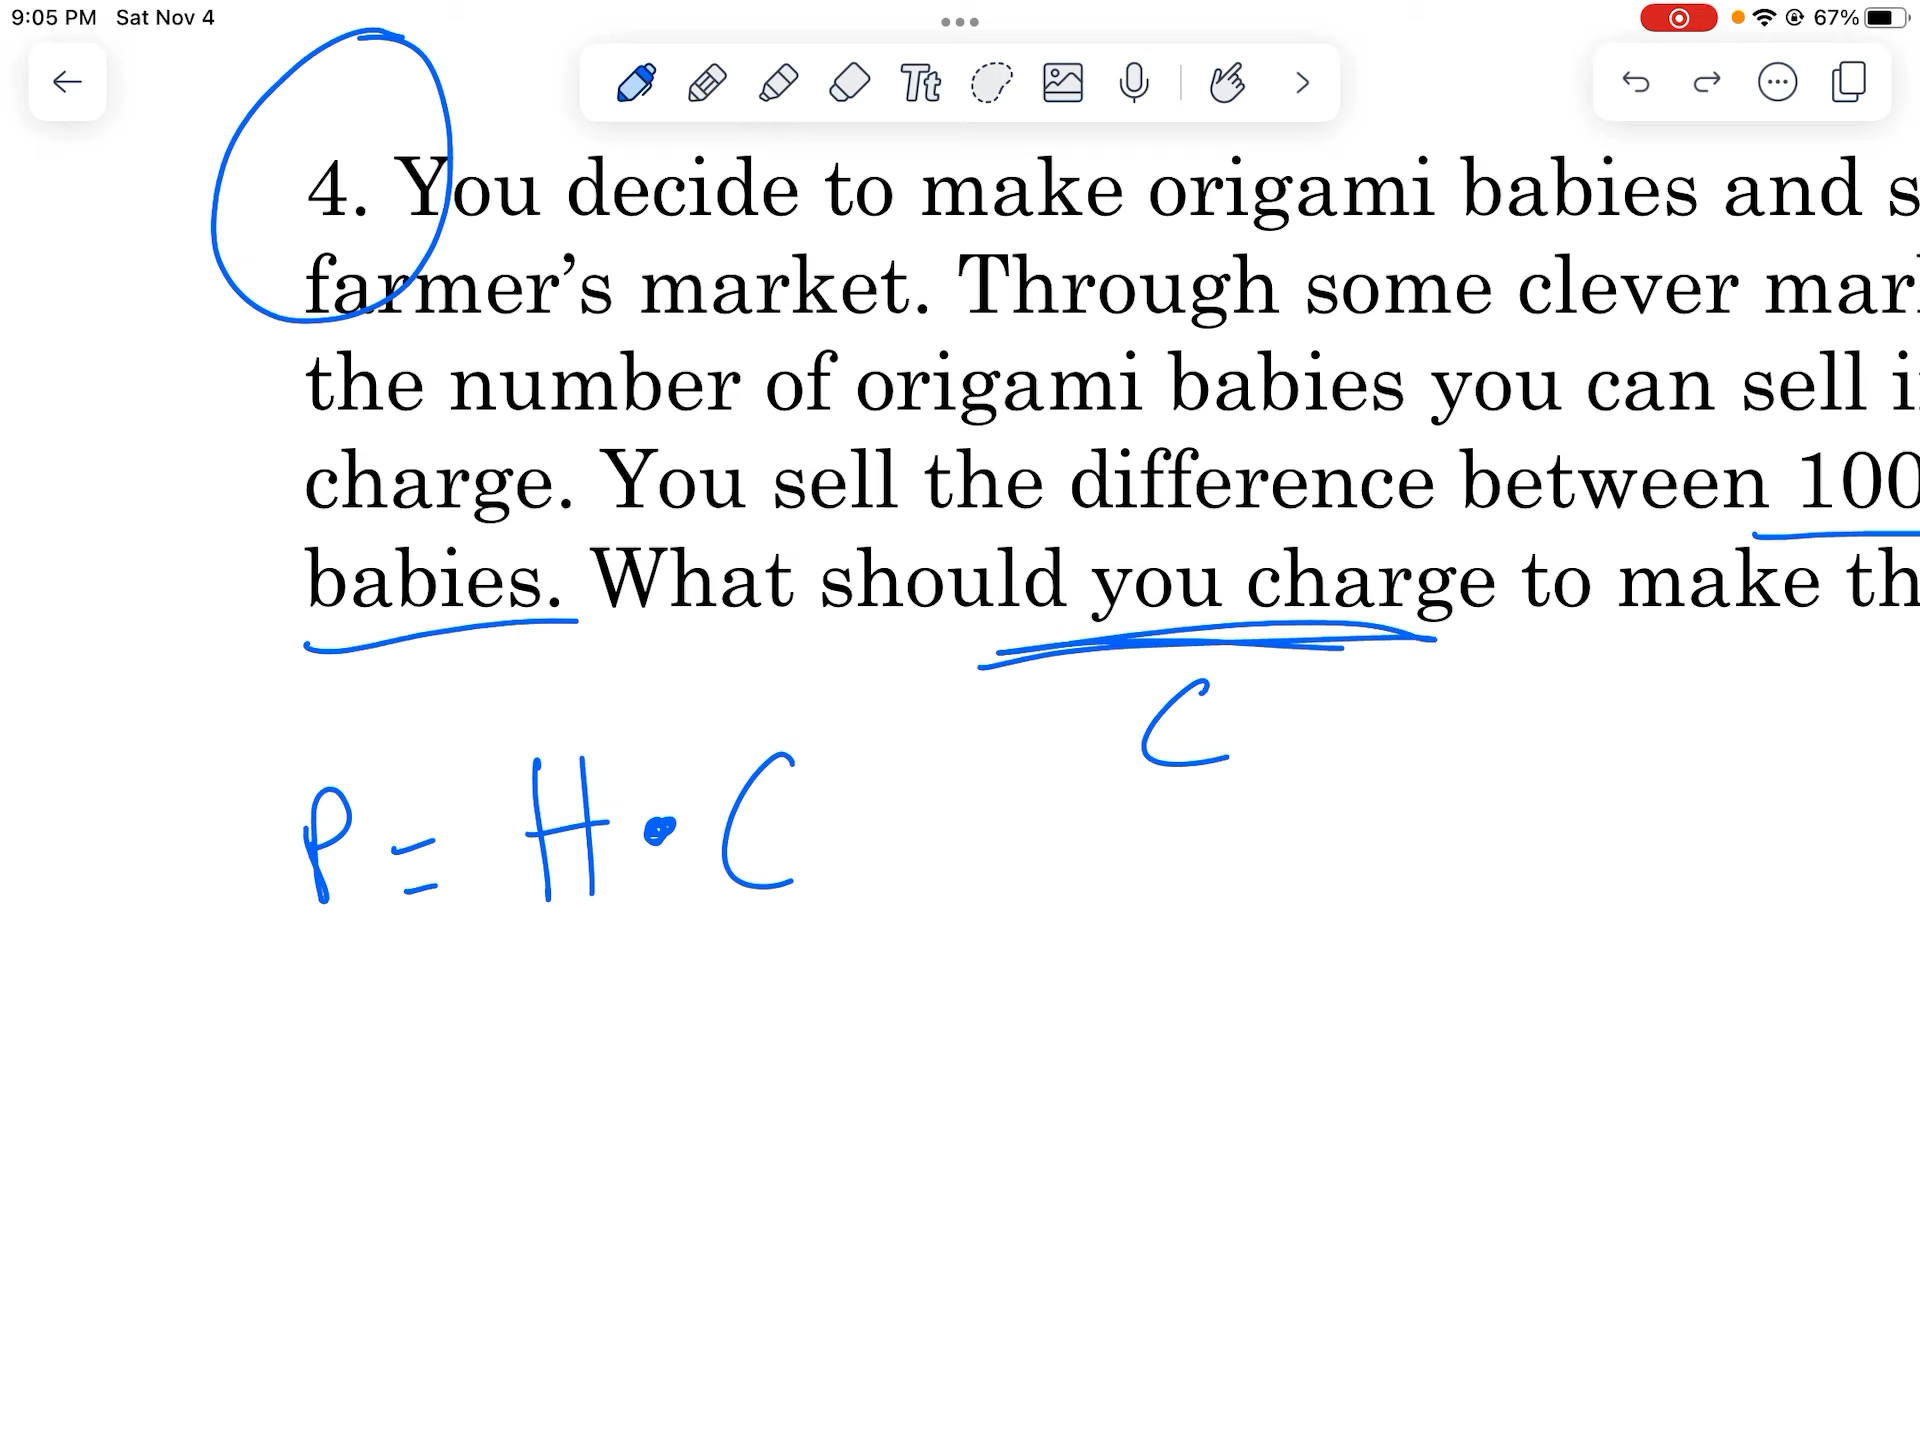 9:05 PM Sat Nov 4
67%
Tt
4. You decide to make origami babies and s
farmer's market. Through some clever mar
the number of origami babies you can sell i
charge. You sell the difference between 100
babies. What should you charge to make th
C
P = H • C